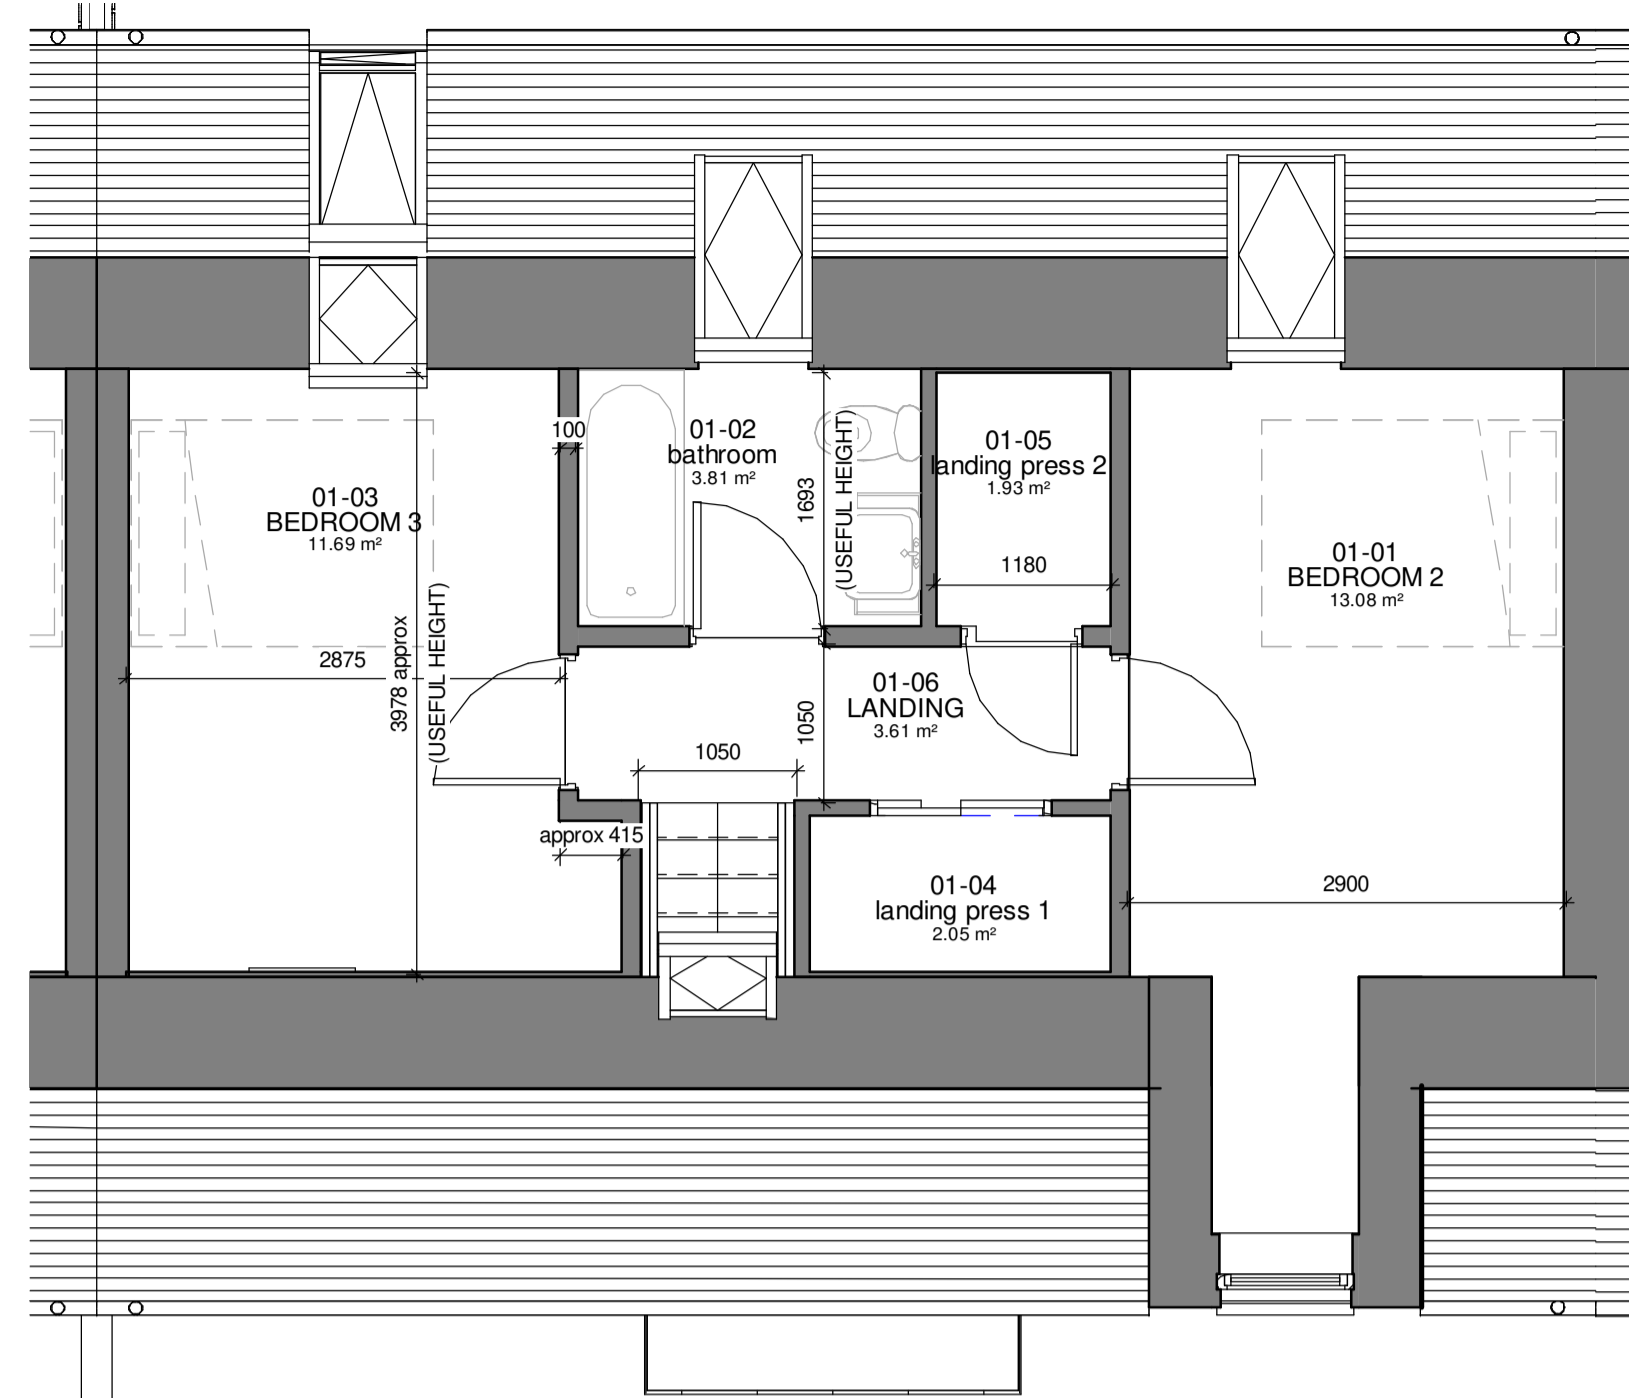 100
01-02
bathroom
3.81 m²
01-05
landing press 2
1.93 m²
1693
(USEFUL HEIGHT)
01-03
BEDROOM 3
11.69 m²
1180
01-01
BEDROOM 2
13.08 m²
2875
3978 approx
(USEFUL HEIGHT)
01-06
LANDING
3.61 m²
1050
1050
approx 415
01-04
landing press 1
2.05 m²
2900